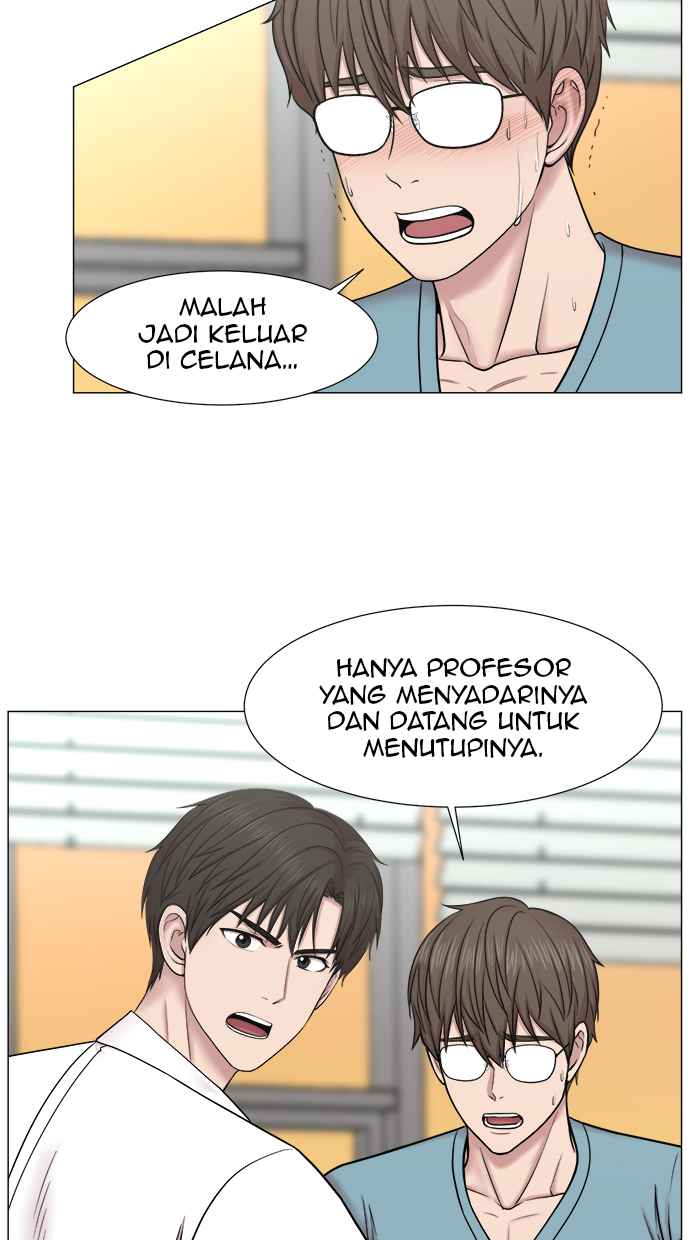 MALAH
JADI KELUAR
DI CELANA...
HANYA PROFESOR
YANG MENYADARINYA
DAN DATANG UNTUK
MENUTUPINYA.